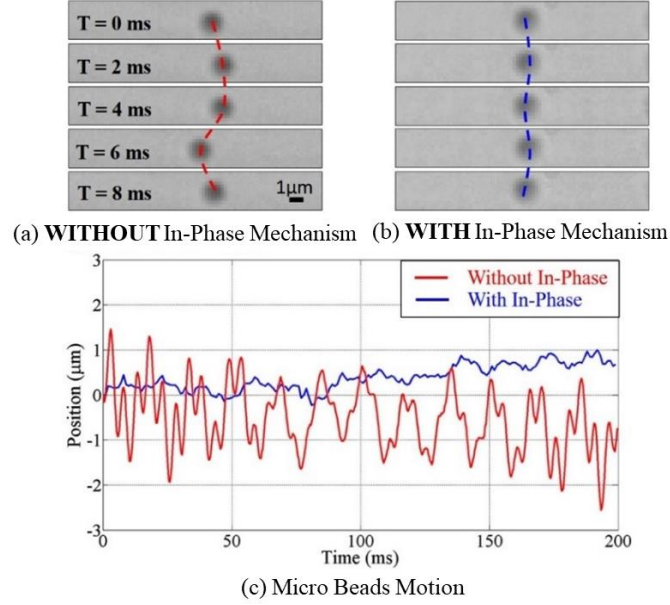 T = 0 ms
T = 2 ms
T = 4 ms
T = 6 ms
T = 8 ms
1μm
(a) WITHOUT In-Phase Mechanism
(b) WITH In-Phase Mechanism
Without In-Phase
With In-Phase
Position (μm)
3
2
1
0
-1
-2
-3
0
50
100
150
200
Time (ms)
(c) Micro Beads Motion